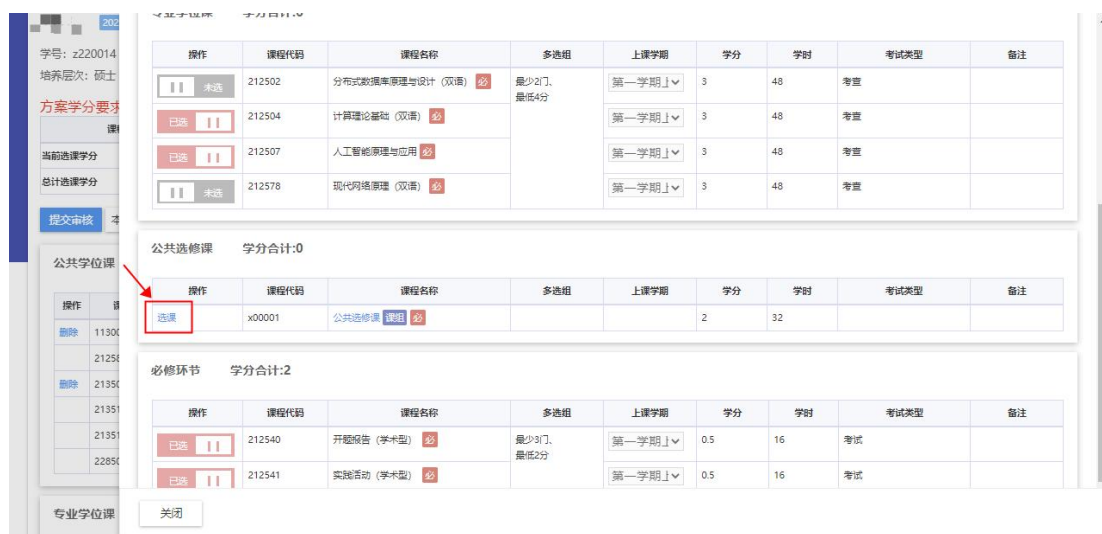 202
学号：z220014
培养层次：硕士
方案学分要求
课程
当前选课学分
总计选课学分
提交审核 本
公共学位课
操作 课
删除 11300
21258
删除 21350
21351
21351
22850
专业学位课
专业学位课 学分合计:0
操作 课程代码 课程名称 多选组 上课学期 学分 学时 考试类型 备注
未选 212502 分布式数据库原理与设计（双语） 必 最少2门、 第一学期上 3 48 考查
最低4分
已选 212504 计算理论基础（双语） 必 第一学期上 3 48 考查
已选 212507 人工智能原理与应用 必 第一学期上 3 48 考查
未选 212578 现代网络原理（双语） 必 第一学期上 3 48 考查
公共选修课 学分合计:0
操作 课程代码 课程名称 多选组 上课学期 学分 学时 考试类型 备注
选课 x00001 公共选修课 课组 必 2 32
必修环节 学分合计:2
操作 课程代码 课程名称 多选组 上课学期 学分 学时 考试类型 备注
已选 212540 开题报告（学术型） 必 最少3门、 第一学期上 0.5 16 考试
最低2分
已选 212541 实践活动（学术型） 必 第一学期上 0.5 16 考试
关闭